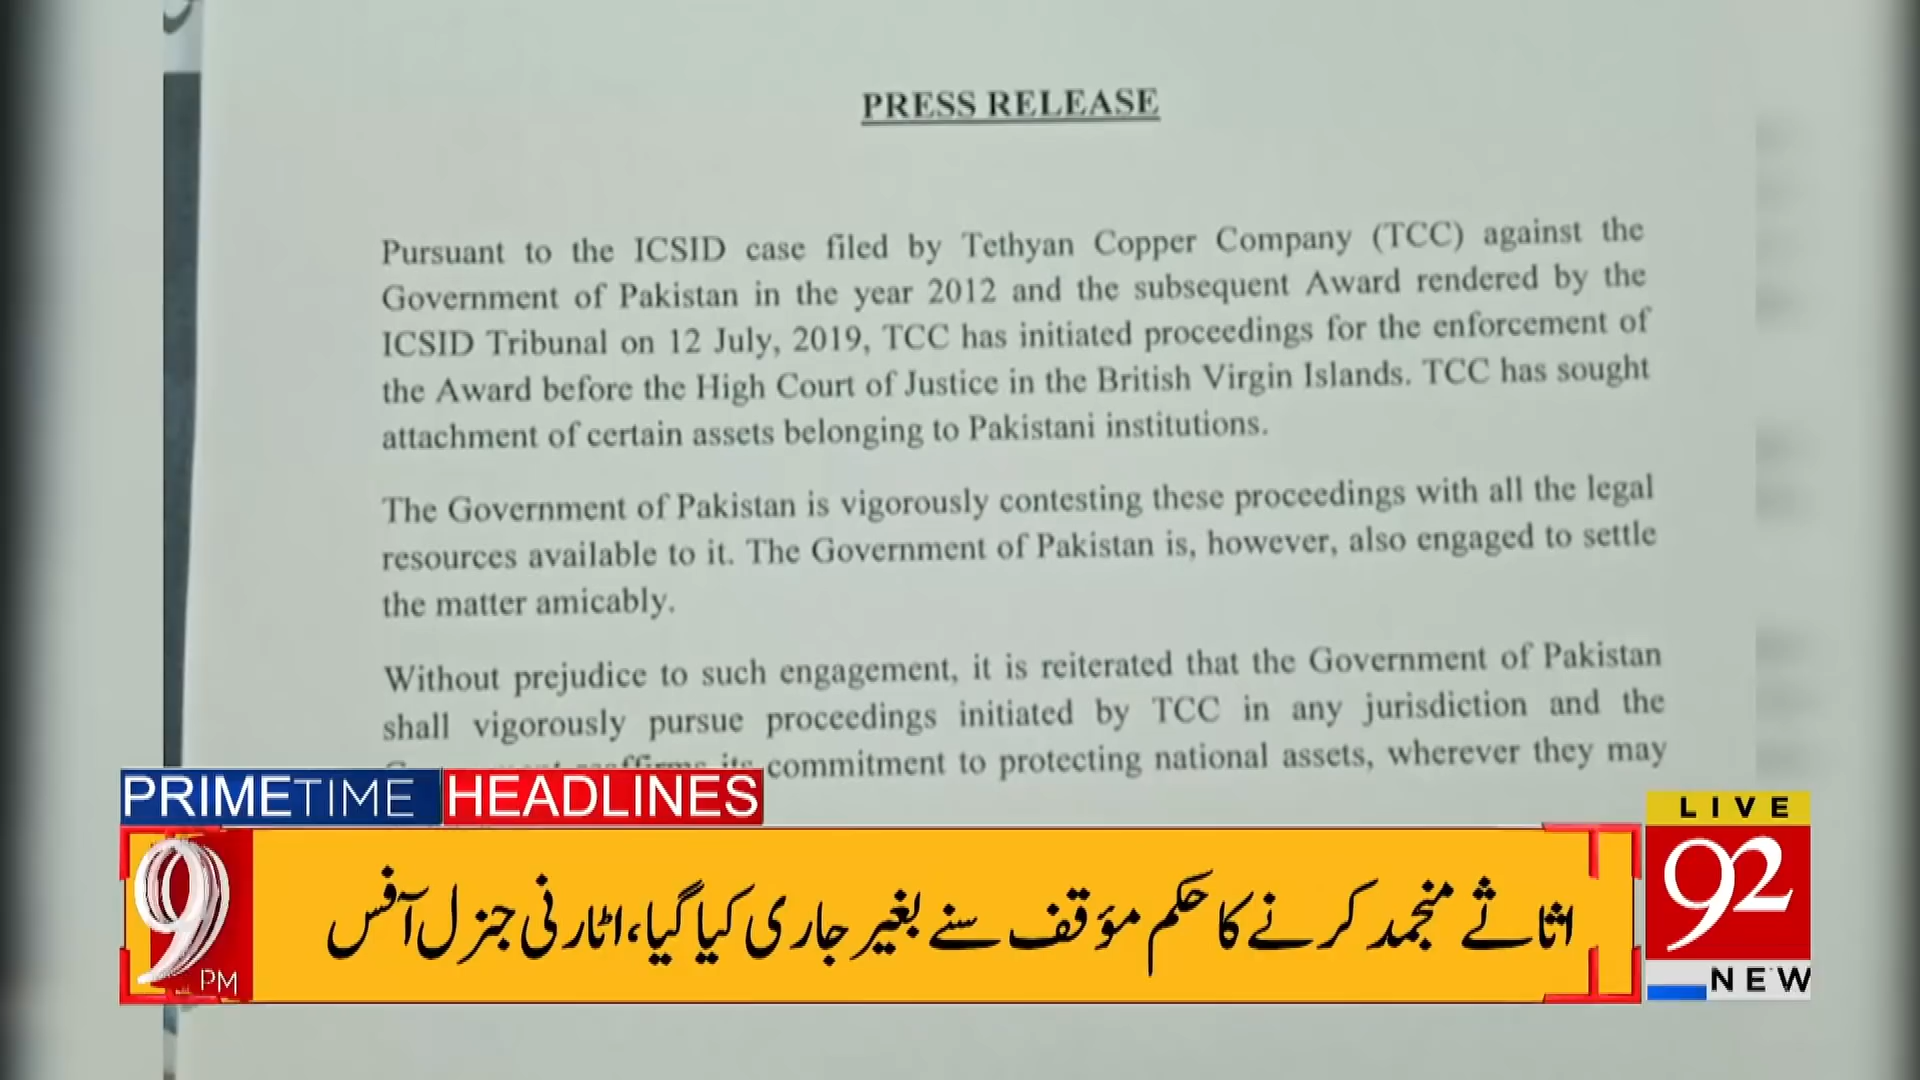 PRESS RELEASE
Pursuant to the ICSID case filed by Tethyan Copper Company (TCC) against the
Government of Pakistan in the year 2012 and the subsequent Award rendered by the
ICSID Tribunal on 12 July, 2019, TCC has initiated proceedings for the enforcement of
the Award before the High Court of Justice in the British Virgin Islands. TCC has sought
attachment of certain assets belonging to Pakistani institutions.
The Government of Pakistan is vigorously contesting these proceedings with all the legal
resources available to it. The Government of Pakistan is, however, also engaged to settle
the matter amicably.
Without prejudice to such engagement, it is reiterated that the Government of Pakistan
shall vigorously pursue proceedings initiated by TCC in any jurisdiction and the
its commitment to protecting national assets, wherever they may
PRIMETIME HEADLINES
9 PM
اثاثے منجمد کرنے کا حکم مؤقف سنے بغیر جاری کیا گیا، اٹارنی جنرل آفس
LIVE
92
NEW